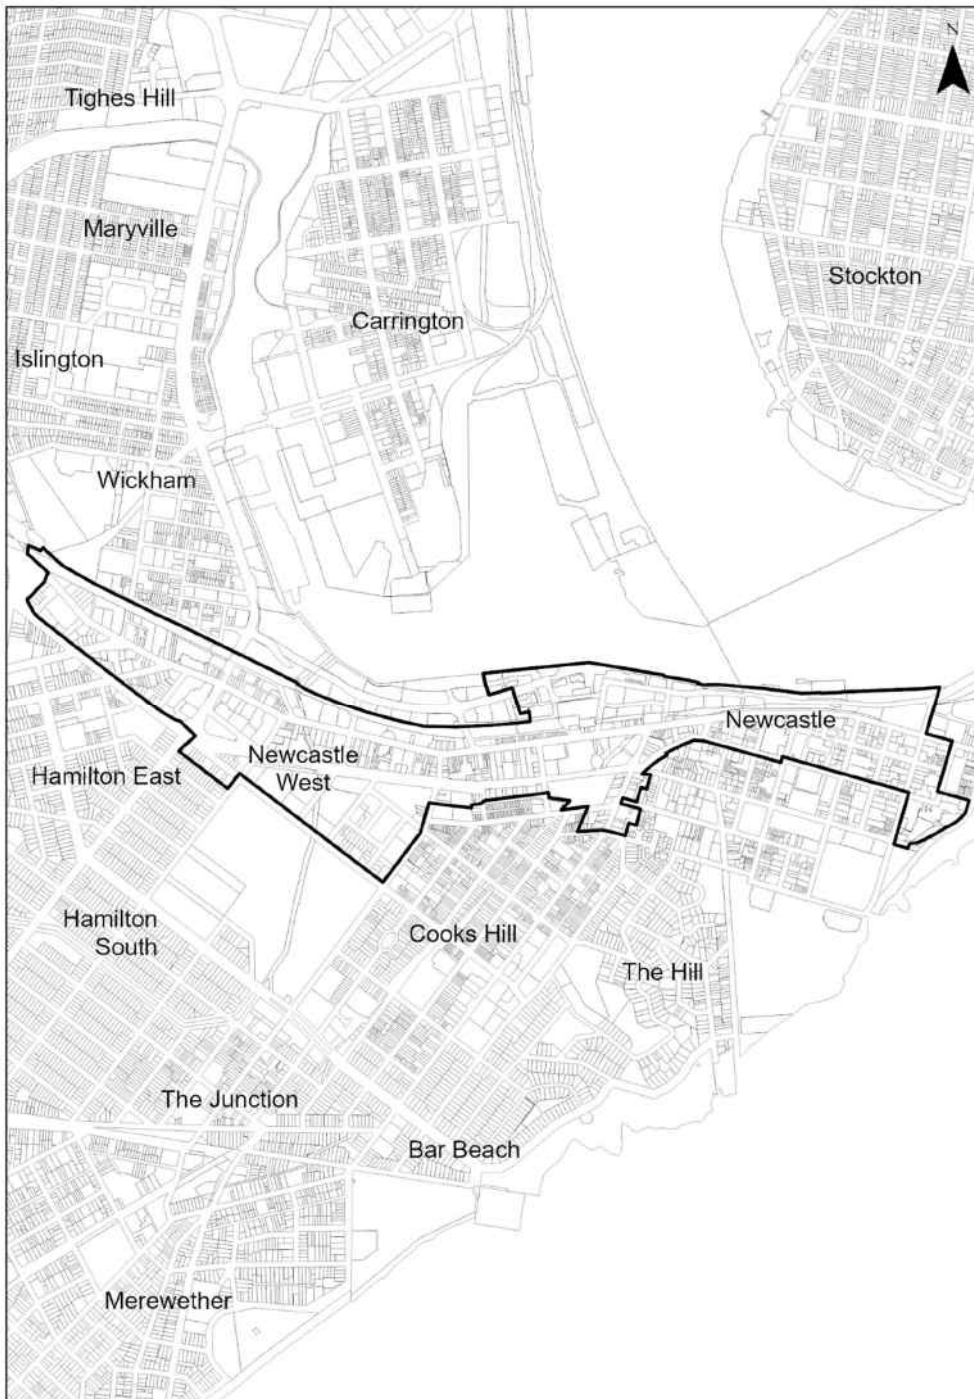 N
Tighes Hill
Maryville
Stockton
Carrington
Islington
Wickham
Newcastle
Newcastle
West
Hamilton East
Hamilton
South
Cooks Hill
The Hill
The Junction
Bar Beach
Merewether